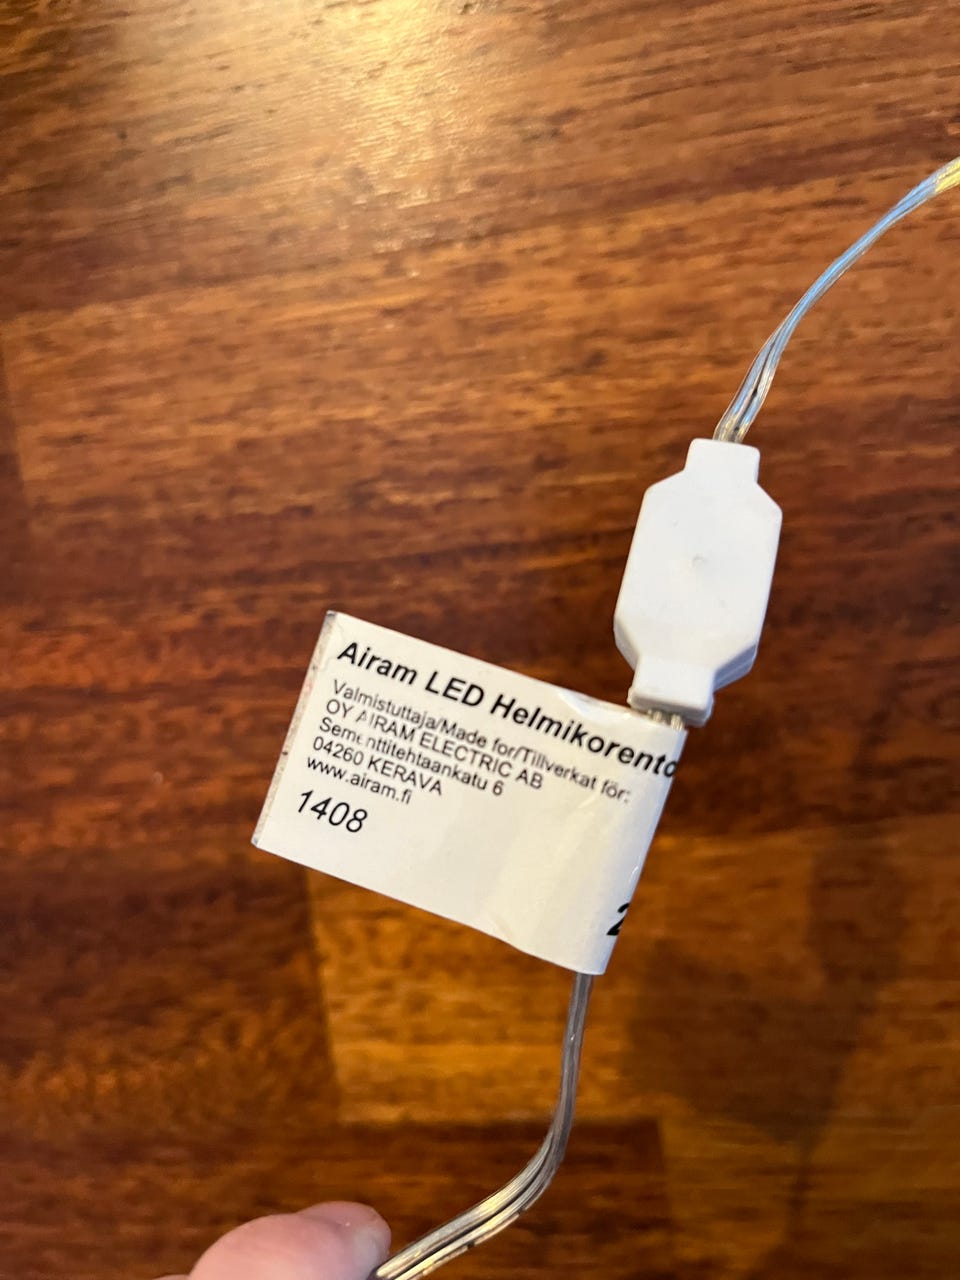 Airam LED Helmikorento
Valmistuttaja/Made for/Tillverkat för:
OY AIRAM ELECTRIC AB
Sementtitehtaankatu 6
04260 KERAVA
www.airam.fi
1408
2